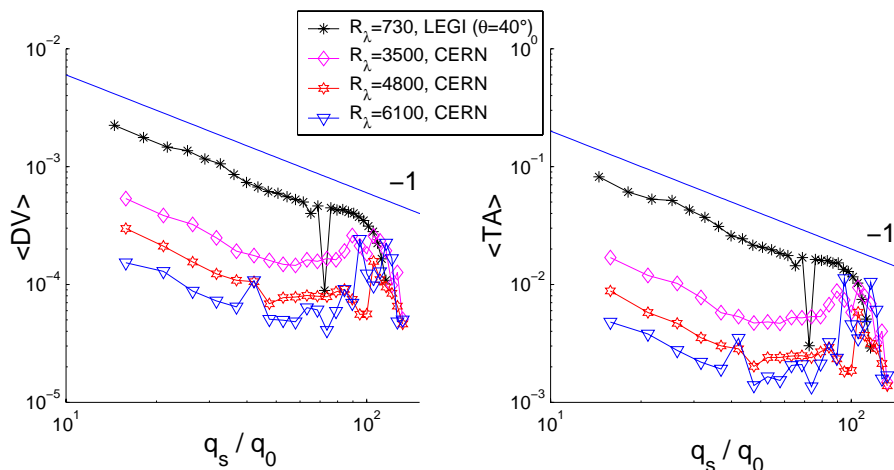 R_λ=730, LEGI (θ=40°)
R_λ=3500, CERN
R_λ=4800, CERN
R_λ=6100, CERN
10^-2
10^-3
10^-4
10^-5
<DV>
−1
10^1
10^2
q_s / q_0
10^0
10^-1
10^-2
10^-3
<TA>
−1
10^1
10^2
q_s / q_0